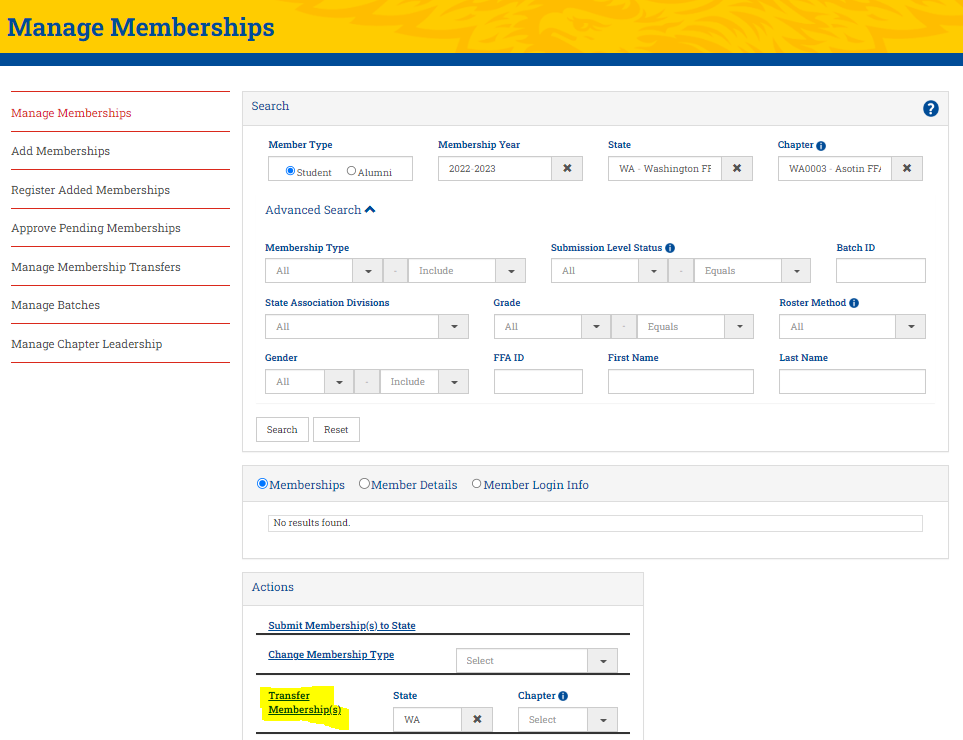 Manage Memberships
Manage Memberships
Add Memberships
Register Added Memberships
Approve Pending Memberships
Manage Membership Transfers
Manage Batches
Manage Chapter Leadership
Search
?
Member Type Membership Year State Chapter i
Student Alumni 2022-2023 WA - Washington FF WA0003 - Asotin FFA
Advanced Search
Membership Type Submission Level Status i Batch ID
All - Include All - Equals
State Association Divisions Grade Roster Method i
All All - Equals All
Gender FFA ID First Name Last Name
All - Include
Search Reset
Memberships Member Details Member Login Info
No results found.
Actions
Submit Membership(s) to State
Change Membership Type Select
Transfer State Chapter i
Membership(s) WA Select